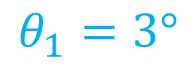 θ₁ = 3°